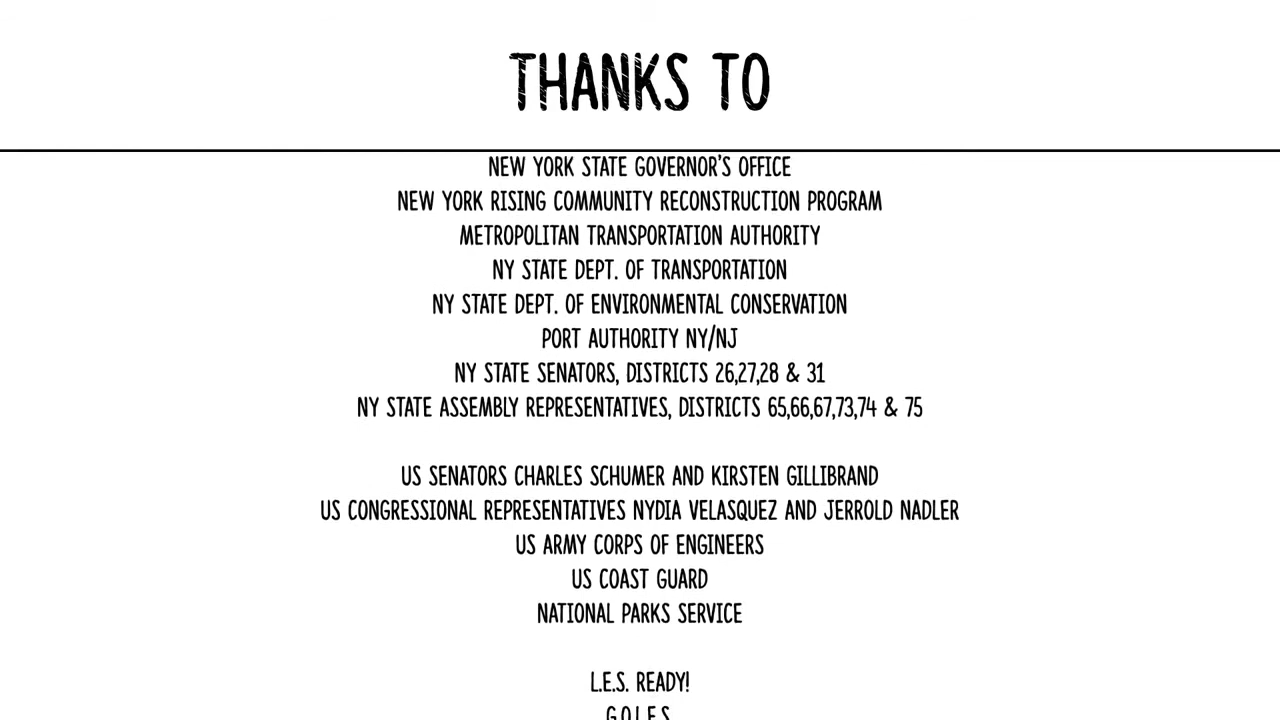 THANKS TO
NEW YORK STATE GOVERNOR'S OFFICE
NEW YORK RISING COMMUNITY RECONSTRUCTION PROGRAM
METROPOLITAN TRANSPORTATION AUTHORITY
NY STATE DEPT. OF TRANSPORTATION
NY STATE DEPT. OF ENVIRONMENTAL CONSERVATION
PORT AUTHORITY NY/NJ
NY STATE SENATORS, DISTRICTS 26,27,28 & 31
NY STATE ASSEMBLY REPRESENTATIVES, DISTRICTS 65,66,67,73,74 & 75
US SENATORS CHARLES SCHUMER AND KIRSTEN GILLIBRAND
US CONGRESSIONAL REPRESENTATIVES NYDIA VELASQUEZ AND JERROLD NADLER
US ARMY CORPS OF ENGINEERS
US COAST GUARD
NATIONAL PARKS SERVICE
L.E.S. READY!
G.O.L.E.S.